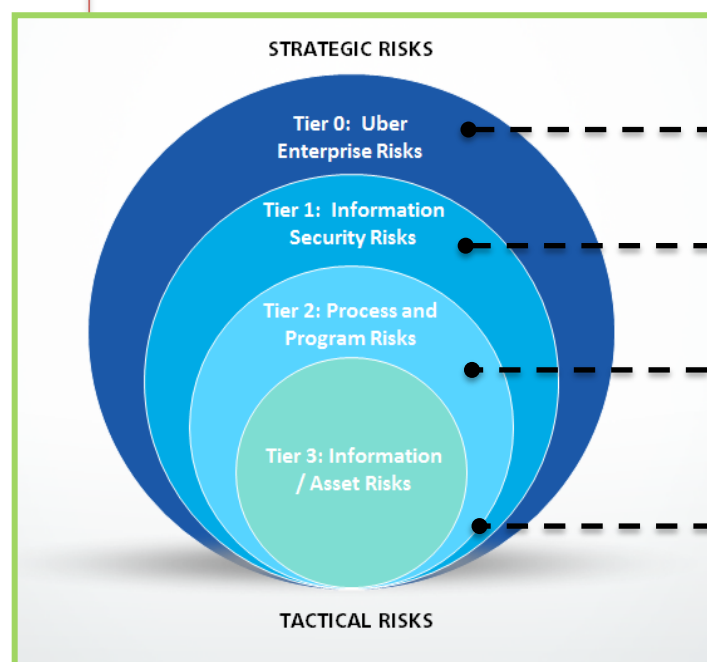 STRATEGIC RISKS
Tier 0: Uber
Enterprise Risks
Tier 1: Information
Security Risks
Tier 2: Process and
Program Risks
Tier 3: Information
/ Asset Risks
TACTICAL RISKS